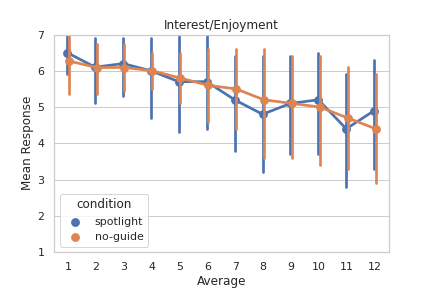 Interest/Enjoyment
7
6
5
4
3
2
1
Mean Response
condition
spotlight
no-guide
1 2 3 4 5 6 7 8 9 10 11 12
Average